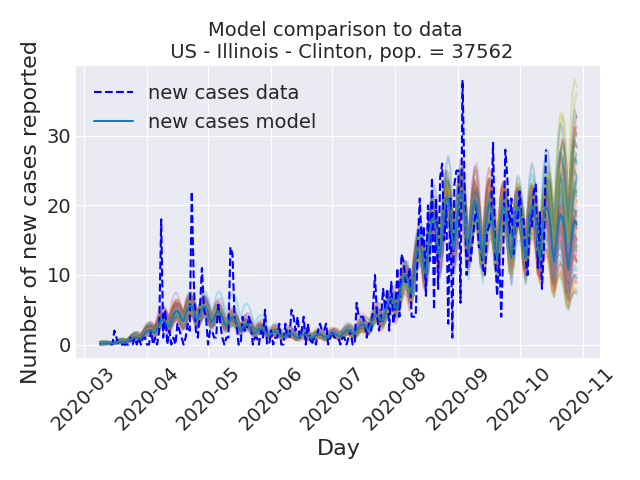 Model comparison to data
US - Illinois - Clinton, pop. = 37562
Number of new cases reported
new cases data
new cases model
30
20
10
0
2020-03
2020-04
2020-05
2020-06
2020-07
2020-08
2020-09
2020-10
2020-11
Day